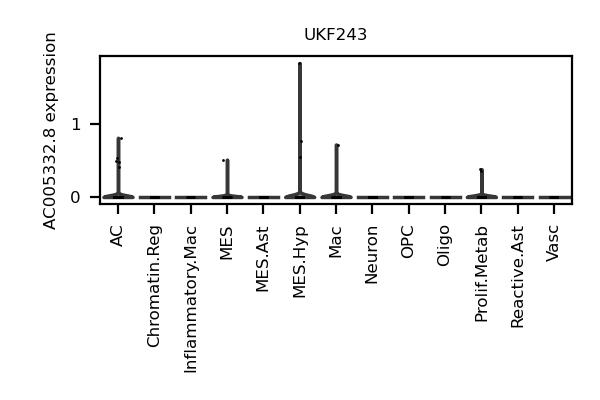 UKF243
AC005332.8 expression
1
0
AC
Chromatin.Reg
Inflammatory.Mac
MES
MES.Ast
MES.Hyp
Mac
Neuron
OPC
Oligo
Prolif.Metab
Reactive.Ast
Vasc